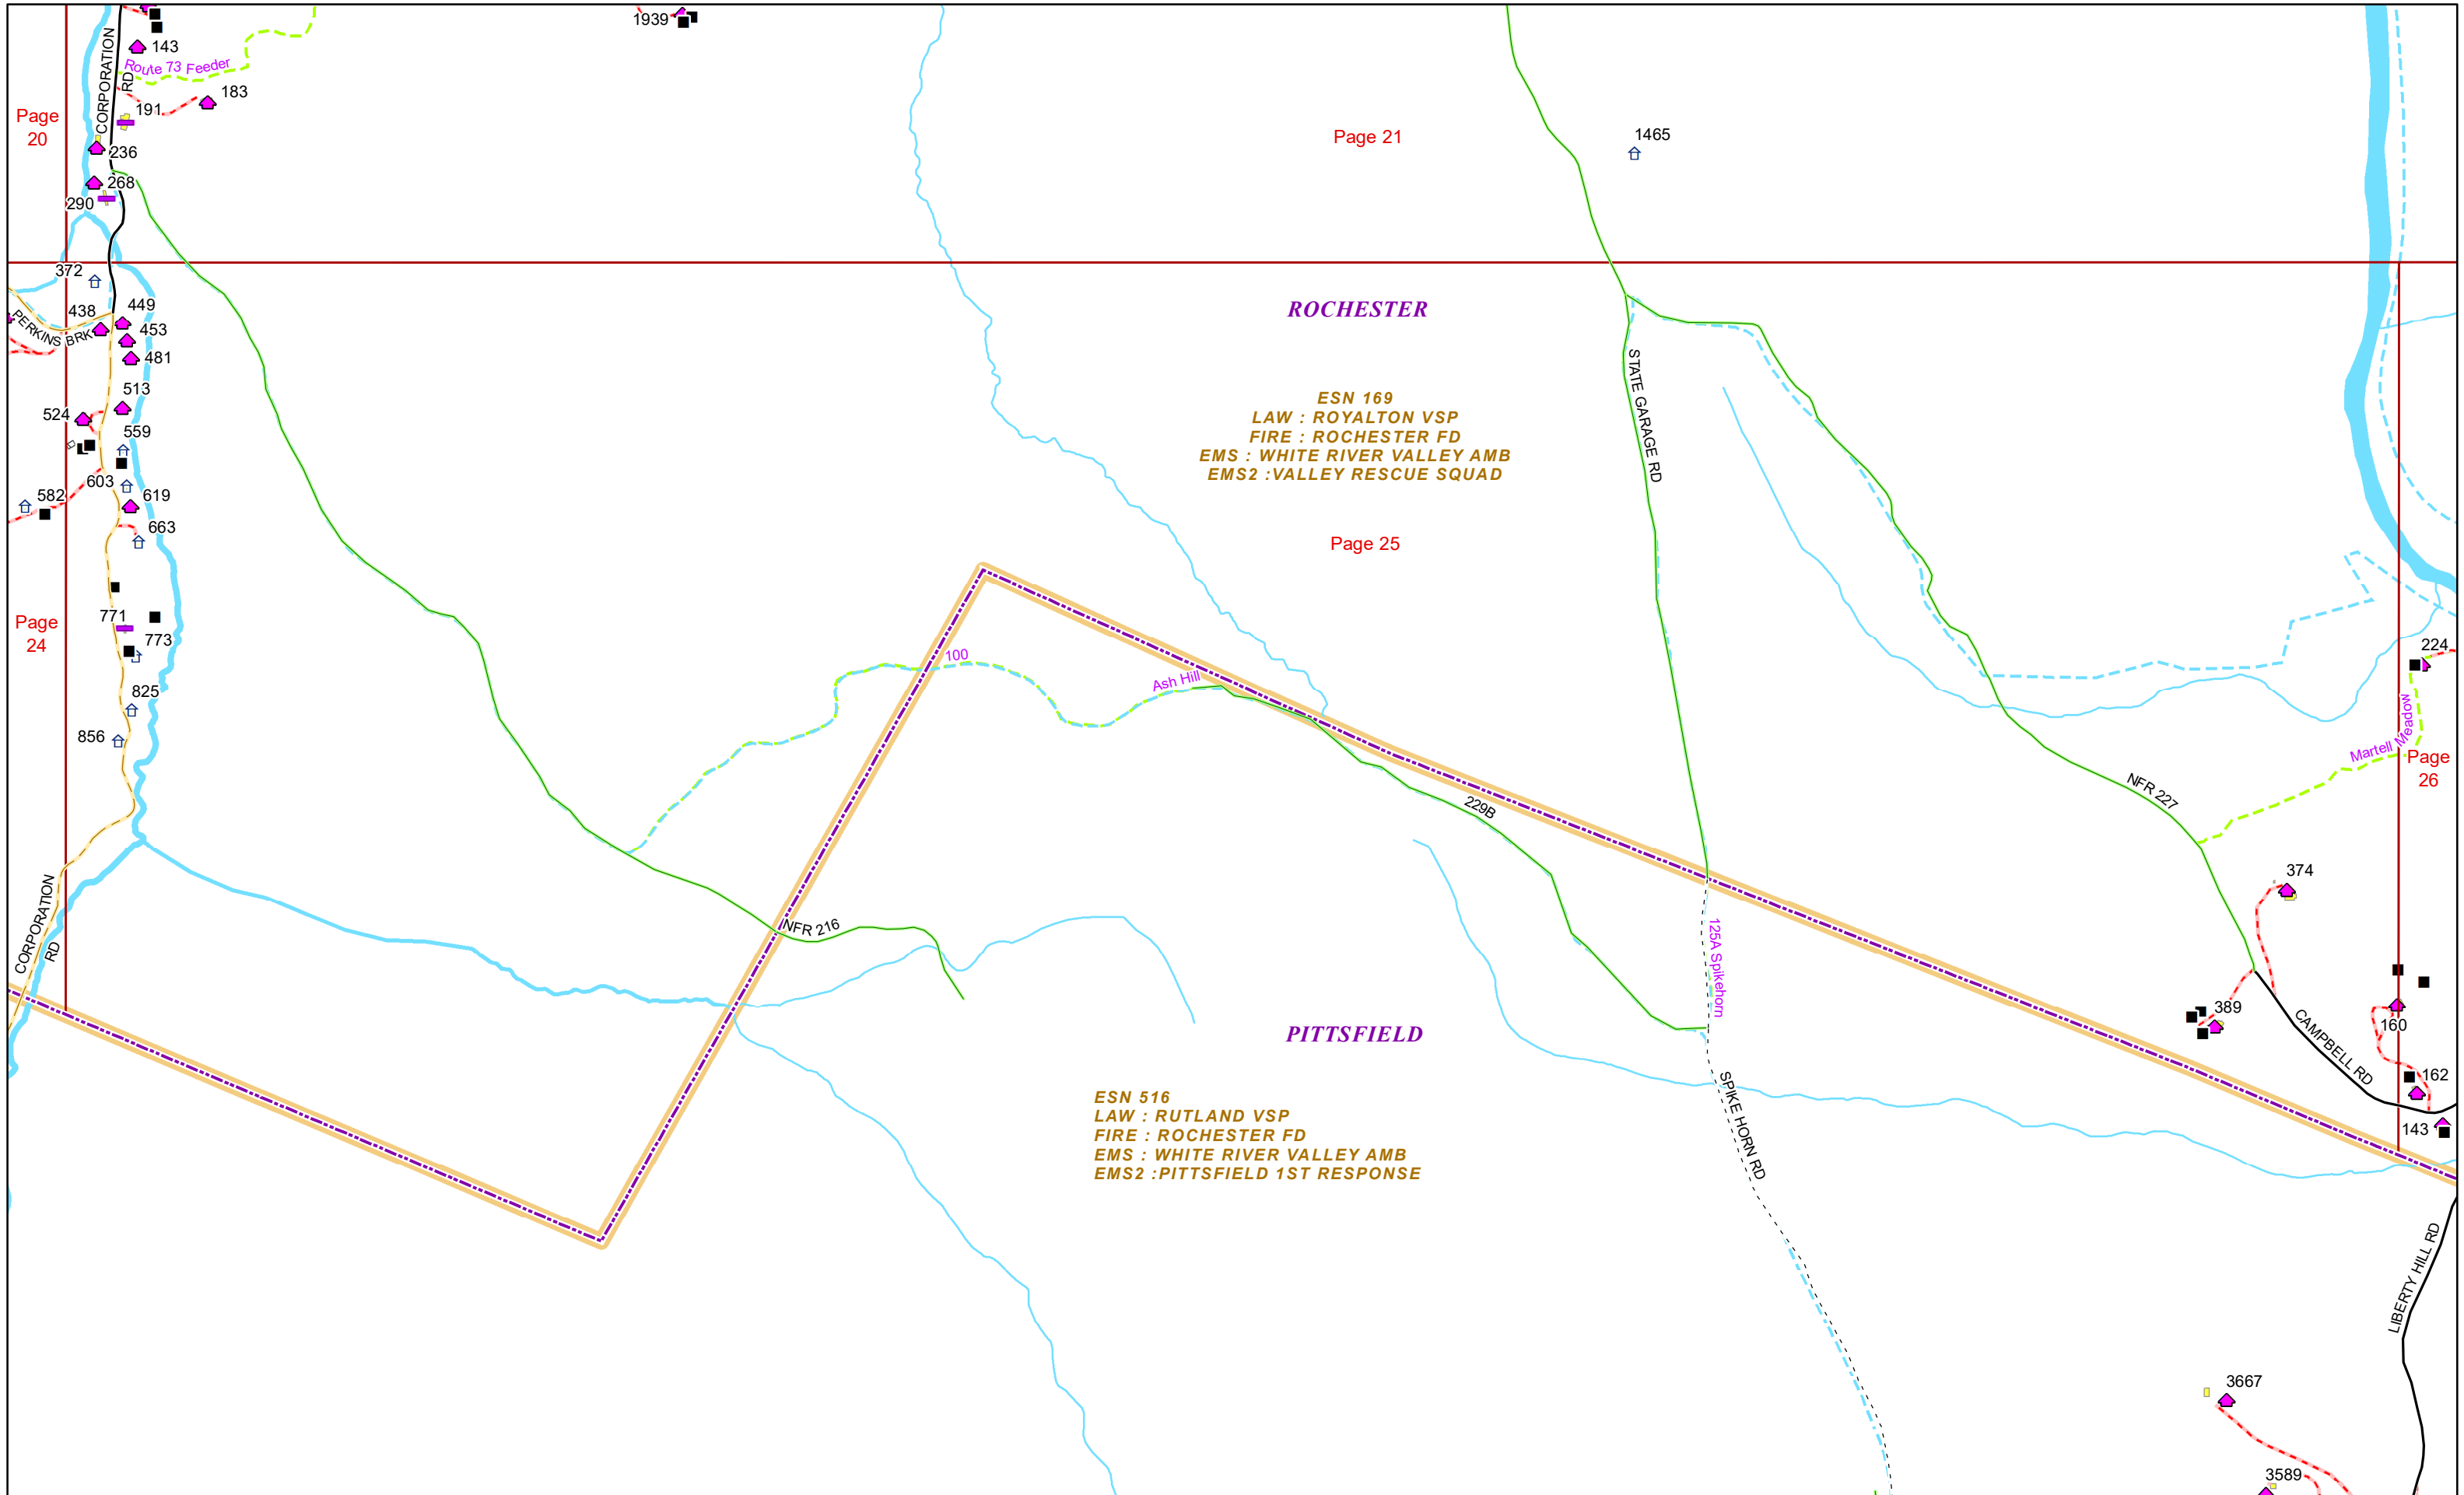 1939
143
Route 73 Feeder
CORPORATION
RD
183
191
Page
20
Page 21
1465
236
268
290
372
ROCHESTER
438
449
453
PERKINS BRK
481
STATE GARAGE RD
513
524
559
ESN 169
LAW : ROYALTON VSP
FIRE : ROCHESTER FD
EMS : WHITE RIVER VALLEY AMB
EMS2 :VALLEY RESCUE SQUAD
603
582
619
663
Page 25
771
Page
24
773
224
100
Ash Hill
825
856
Martell Meadow
Page
26
NFR 227
229B
374
CORPORATION
RD
NFR 216
125A Spikehorn
389
160
CAMPBELL RD
PITTSFIELD
162
143
ESN 516
LAW : RUTLAND VSP
FIRE : ROCHESTER FD
EMS : WHITE RIVER VALLEY AMB
EMS2 :PITTSFIELD 1ST RESPONSE
SPIKE HORN RD
LIBERTY HILL RD
3667
3589